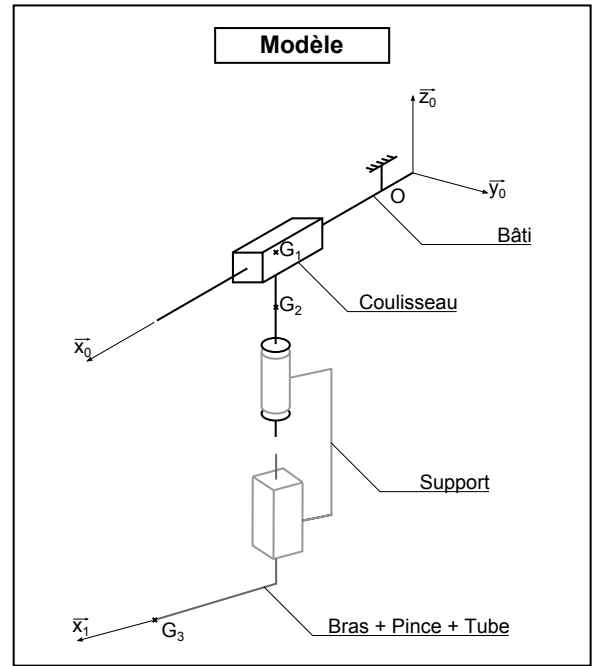 Modèle
z₀
y₀
O
Bâti
G₁
Coulisseau
G₂
x₀
Support
x₁
G₃
Bras + Pince + Tube